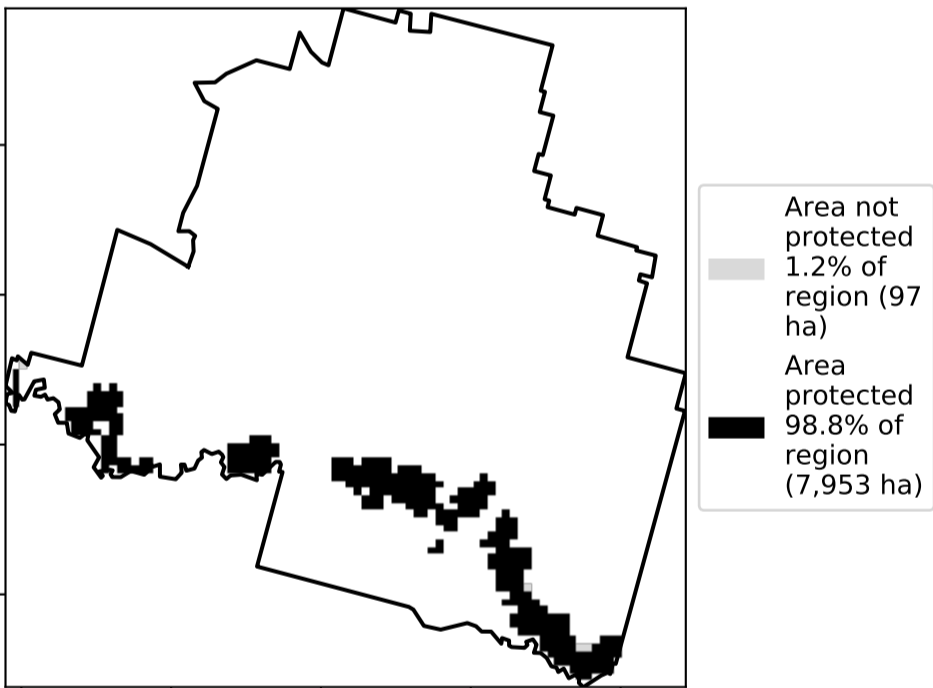 Area not
protected
1.2% of
region (97
ha)
Area
protected
98.8% of
region
(7,953 ha)